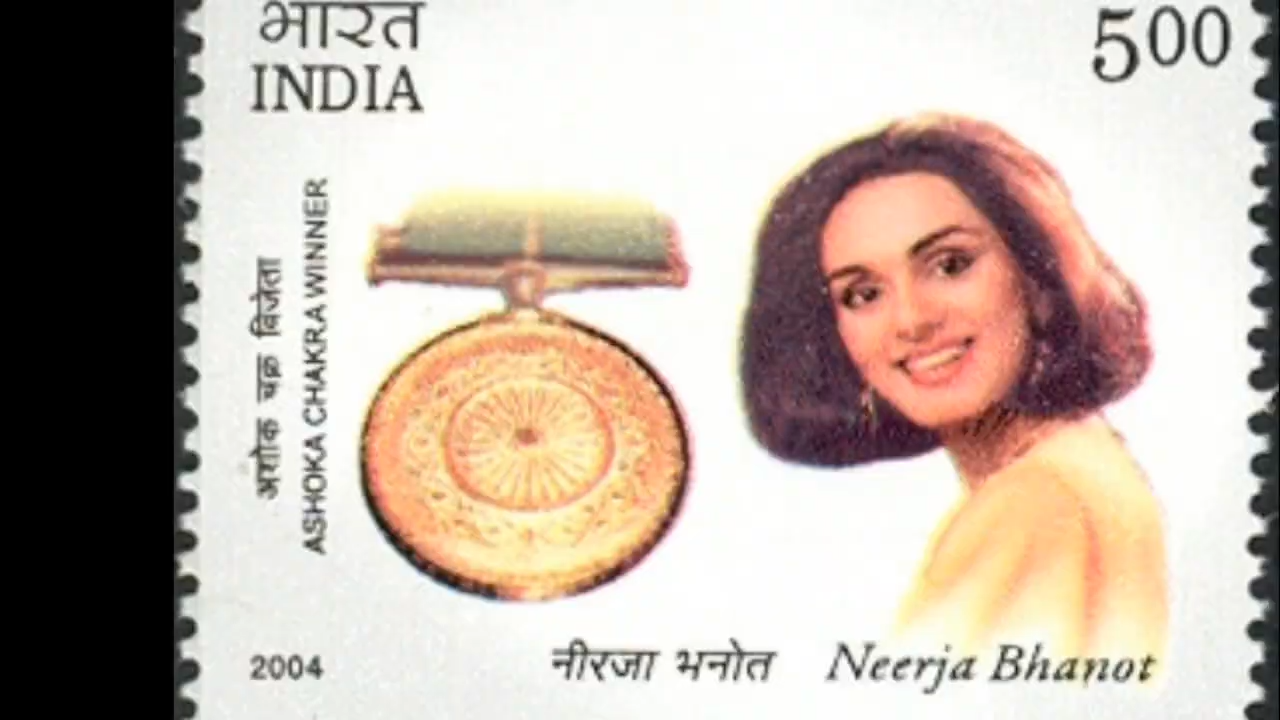 भारत
INDIA
500
अशोक चक्र विजेता
ASHOKA CHAKRA WINNER
2004
नीरजा भनोत
Neerja Bhanot